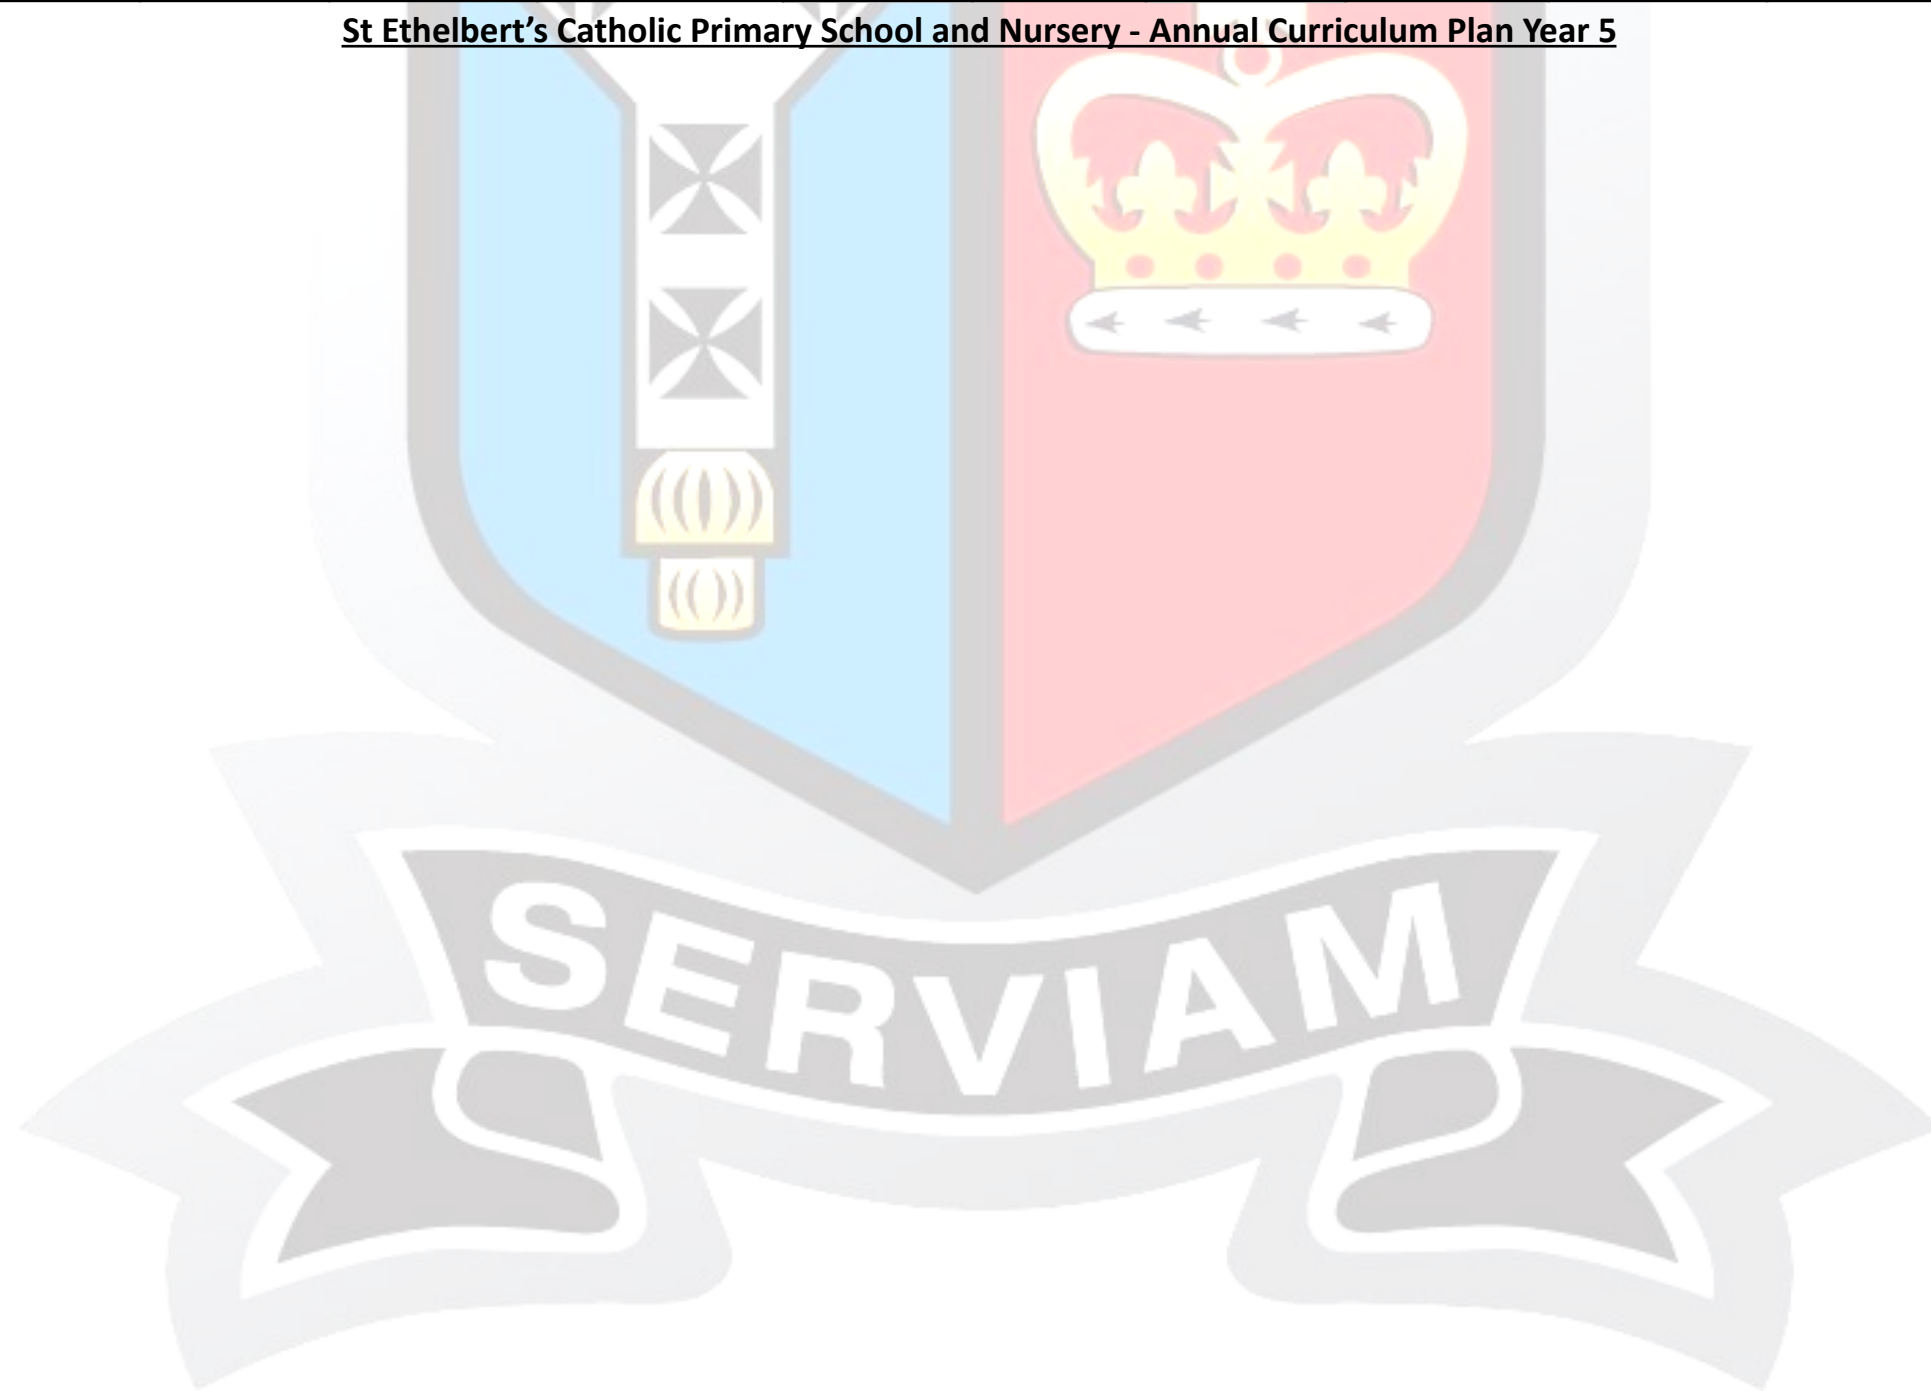 St Ethelbert’s Catholic Primary School and Nursery - Annual Curriculum Plan Year 5
SERVIAM